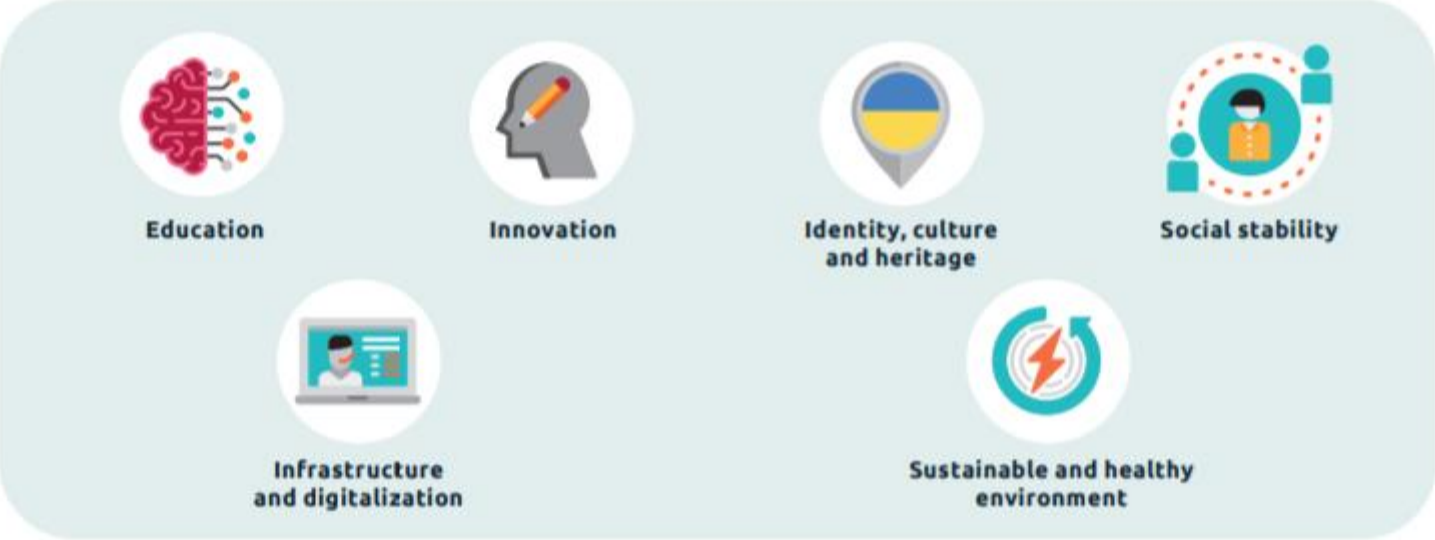 Education
Innovation
Identity, culture
and heritage
Social stability
Infrastructure
and digitalization
Sustainable and healthy
environment